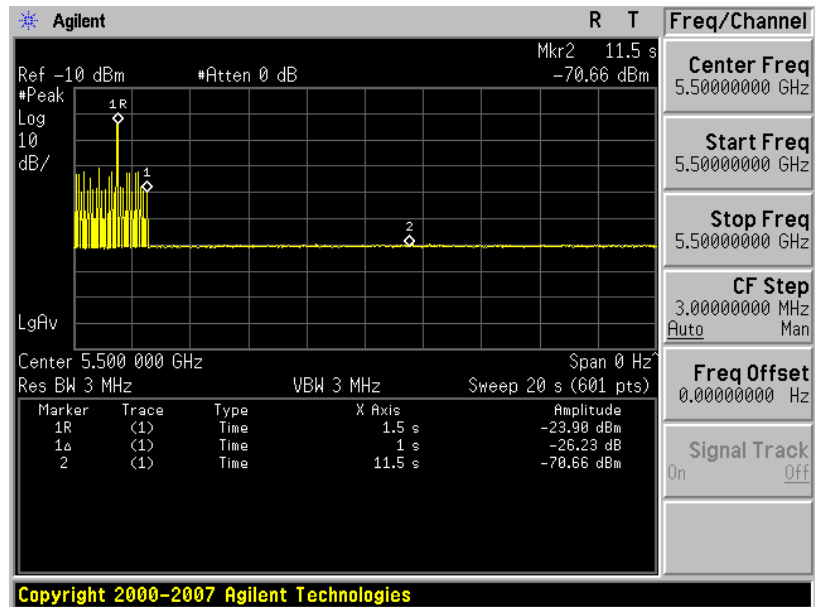 Agilent R T Freq/Channel
Mkr2 11.5 s
Ref -10 dBm #Atten 0 dB -70.66 dBm
#Peak
Log
10
dB/
1R
1
2
LgAv
Center 5.500 000 GHz Span 0 Hz^
Res BW 3 MHz VBW 3 MHz Sweep 20 s (601 pts)
Marker Trace Type X Axis Amplitude
1R (1) Time 1.5 s -23.90 dBm
1Δ (1) Time 1 s -26.23 dB
2 (1) Time 11.5 s -70.66 dBm
Center Freq
5.50000000 GHz
Start Freq
5.50000000 GHz
Stop Freq
5.50000000 GHz
CF Step
3.00000000 MHz
Auto Man
Freq Offset
0.00000000 Hz
Signal Track
On Off
Copyright 2000-2007 Agilent Technologies